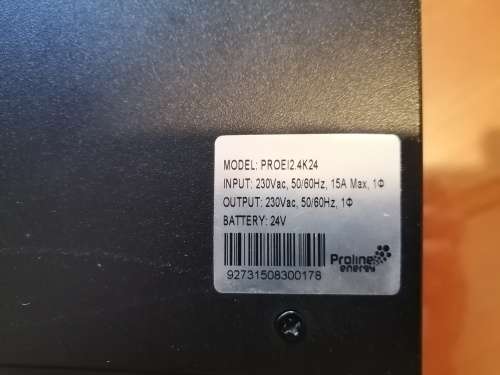 MODEL: PROEI2.4K24
INPUT: 230Vac, 50/60Hz, 15A Max, 1Φ
OUTPUT: 230Vac, 50/60Hz, 1Φ
BATTERY: 24V
92731508300178
Proline
energy